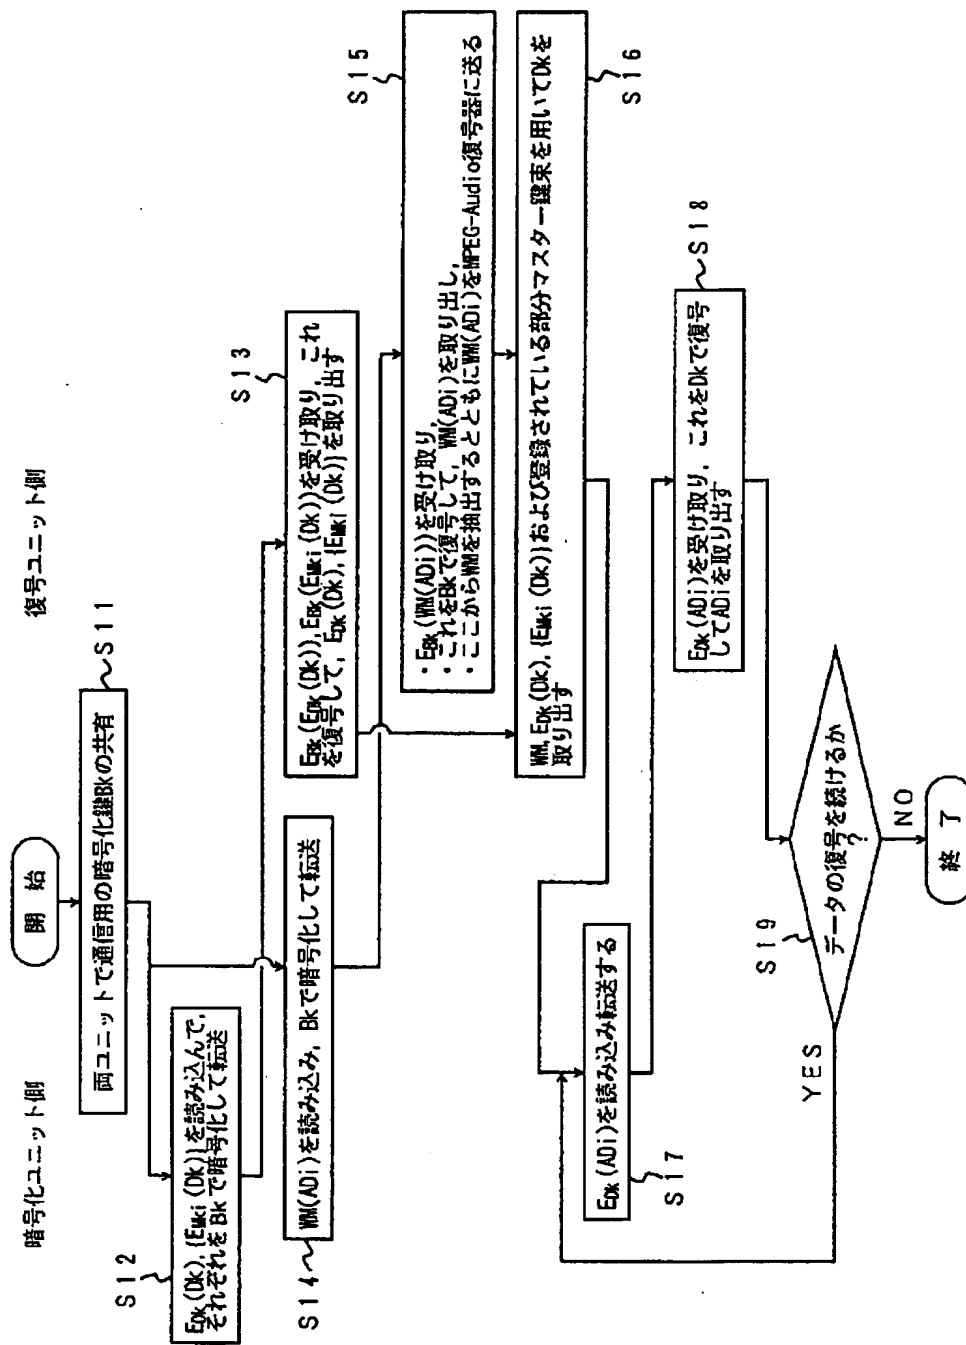 暗号化ユニット側
復号ユニット側
開 始
両ユニットで通信用の暗号化鍵Bkの共有
S11
EDk(Dk), {EMki(Dk)}を読み込んで,
それぞれを Bkで暗号化して転送
S12
EBk(EDk(Dk)), EBk(EMki(Dk))を受け取り, これ
を復号して, EDk(Dk), {EMki(Dk)}を取り出す
S13
WM(ADi)を読み込み, Bkで暗号化して転送
S14
・EBk(WM(ADi))を受け取り,
・これをBkで復号して, WM(ADi)を取り出し,
・ここからWMを抽出するとともにWM(ADi)をMPEG-Audio復号器に送る
S15
WM, EDk(Dk), {EMki(Dk)}および登録されている部分マスター鍵束を用いてDkを
取り出す
S16
EDk(ADi)を読み込み転送する
S17
EDk(ADi)を受け取り, これをDkで復号
してADiを取り出す
S18
データの復号を続けるか
?
S19
YES
NO
終 了